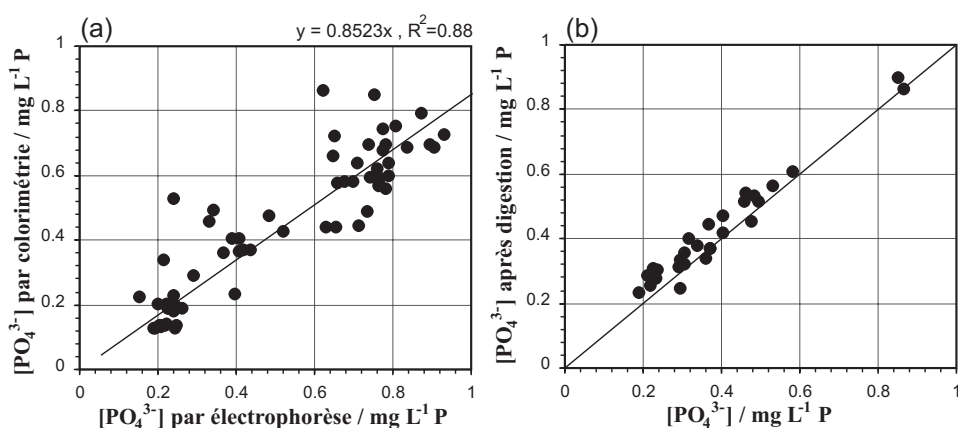 (a)
y = 0.8523x , R²=0.88
[PO₄³⁻] par colorimétrie / mg L⁻¹ P
1
0.8
0.6
0.4
0.2
0
0 0.2 0.4 0.6 0.8 1
[PO₄³⁻] par électrophorèse / mg L⁻¹ P
(b)
[PO₄³⁻] après digestion / mg L⁻¹ P
1
0.8
0.6
0.4
0.2
0
0 0.2 0.4 0.6 0.8 1
[PO₄³⁻] / mg L⁻¹ P